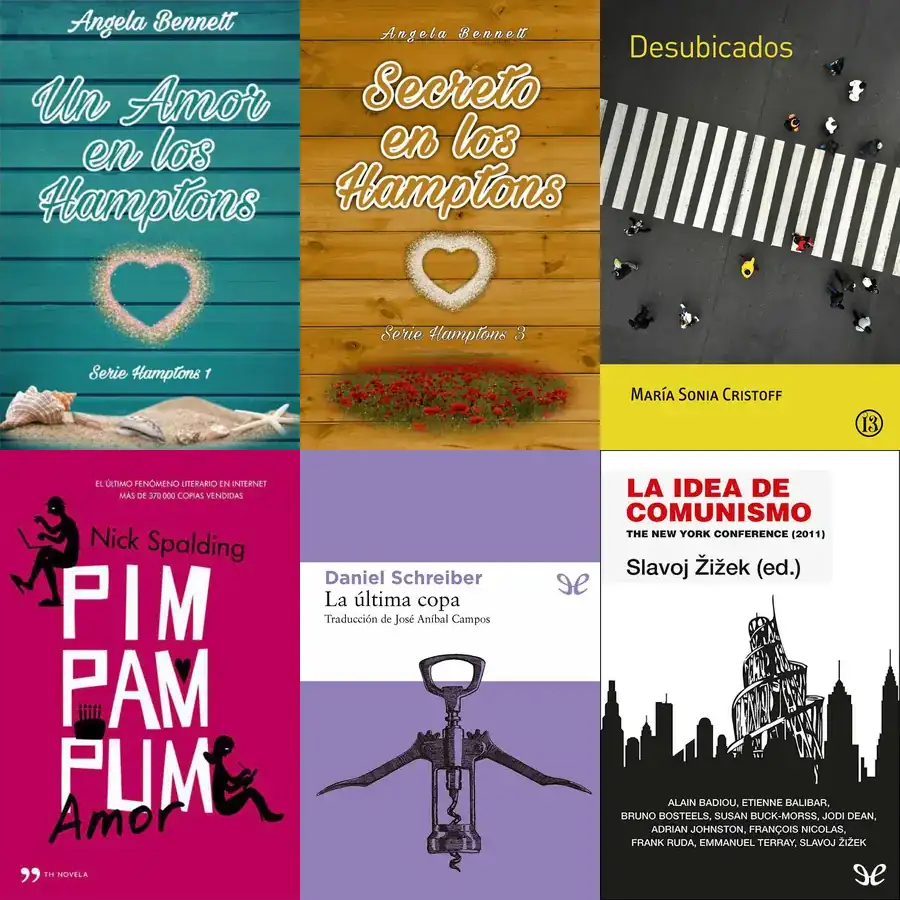 Angela Bennett
Un Amor
en los
Hamptons
Serie Hamptons 1
Angela Bennett
Secreto
en los
Hamptons
Serie Hamptons 3
Desubicados
MARÍA SONIA CRISTOFF
13
EL ÚLTIMO FENÓMENO LITERARIO EN INTERNET
MÁS DE 370 000 COPIAS VENDIDAS
Nick Spalding
PIM
PAM
PUM
Amor
TH NOVELA
Daniel Schreiber
La última copa
Traducción de José Aníbal Campos
LA IDEA DE
COMUNISMO
THE NEW YORK CONFERENCE (2011)
Slavoj Žižek (ed.)
ALAIN BADIOU, ETIENNE BALIBAR,
BRUNO BOSTEELS, SUSAN BUCK-MORSS, JODI DEAN,
ADRIAN JOHNSTON, FRANÇOIS NICOLAS,
FRANK RUDA, EMMANUEL TERRAY, SLAVOJ ŽIŽEK